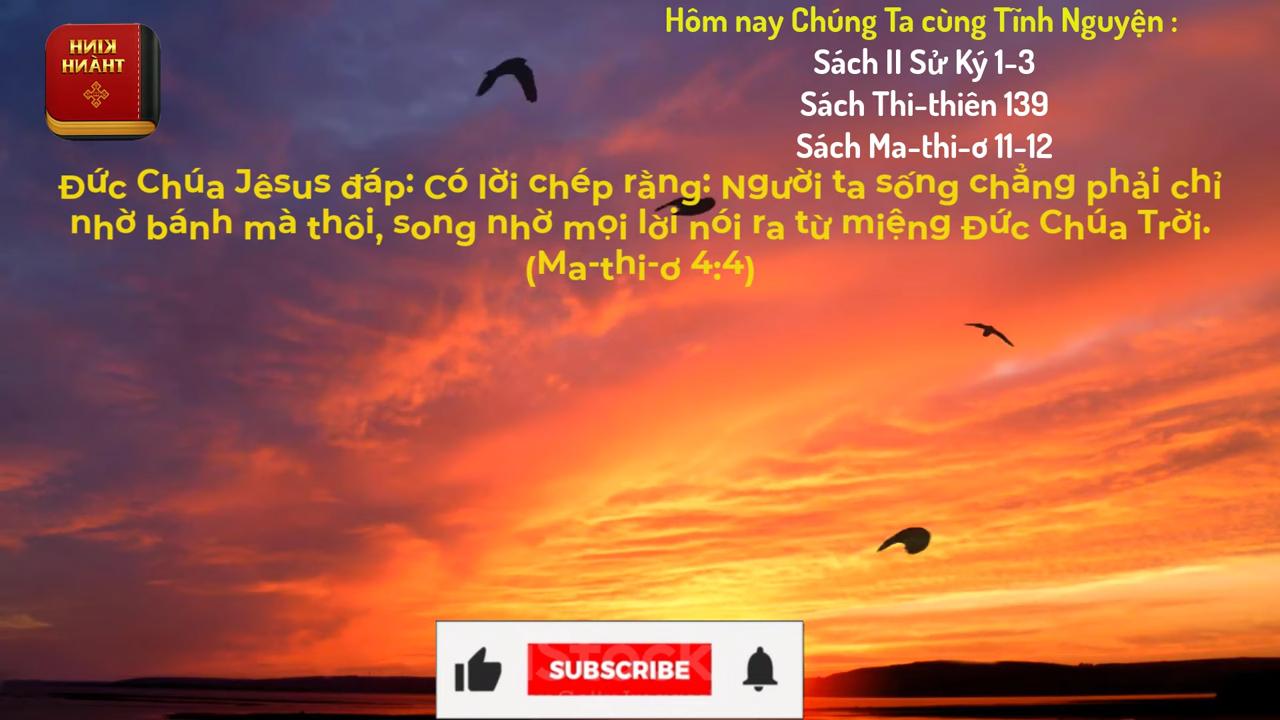 KINH
THÀNH
Hôm nay Chúng Ta cùng Tĩnh Nguyện :
Sách II Sử Ký 1-3
Sách Thi-thiên 139
Sách Ma-thi-ơ 11-12
Đức Chúa Jêsus đáp: Có lời chép rằng: Người ta sống chẳng phải chỉ
nhờ bánh mà thôi, song nhờ mọi lời nói ra từ miệng Đức Chúa Trời.
(Ma-thi-ơ 4:4)
SUBSCRIBE